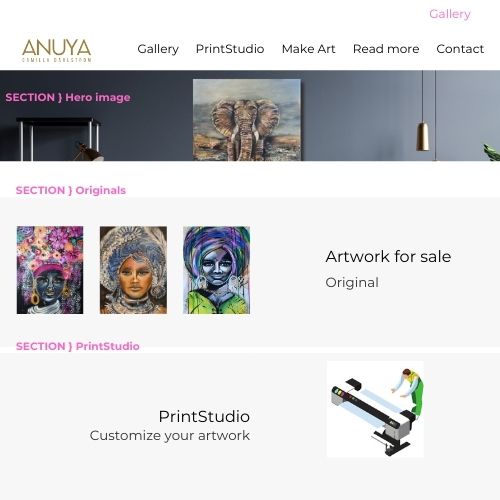 Gallery
ANUYA
CAMILLA DAHLSTRÖM
Gallery PrintStudio Make Art Read more Contact
SECTION } Hero image
SECTION } Originals
Artwork for sale
Original
SECTION } PrintStudio
PrintStudio
Customize your artwork